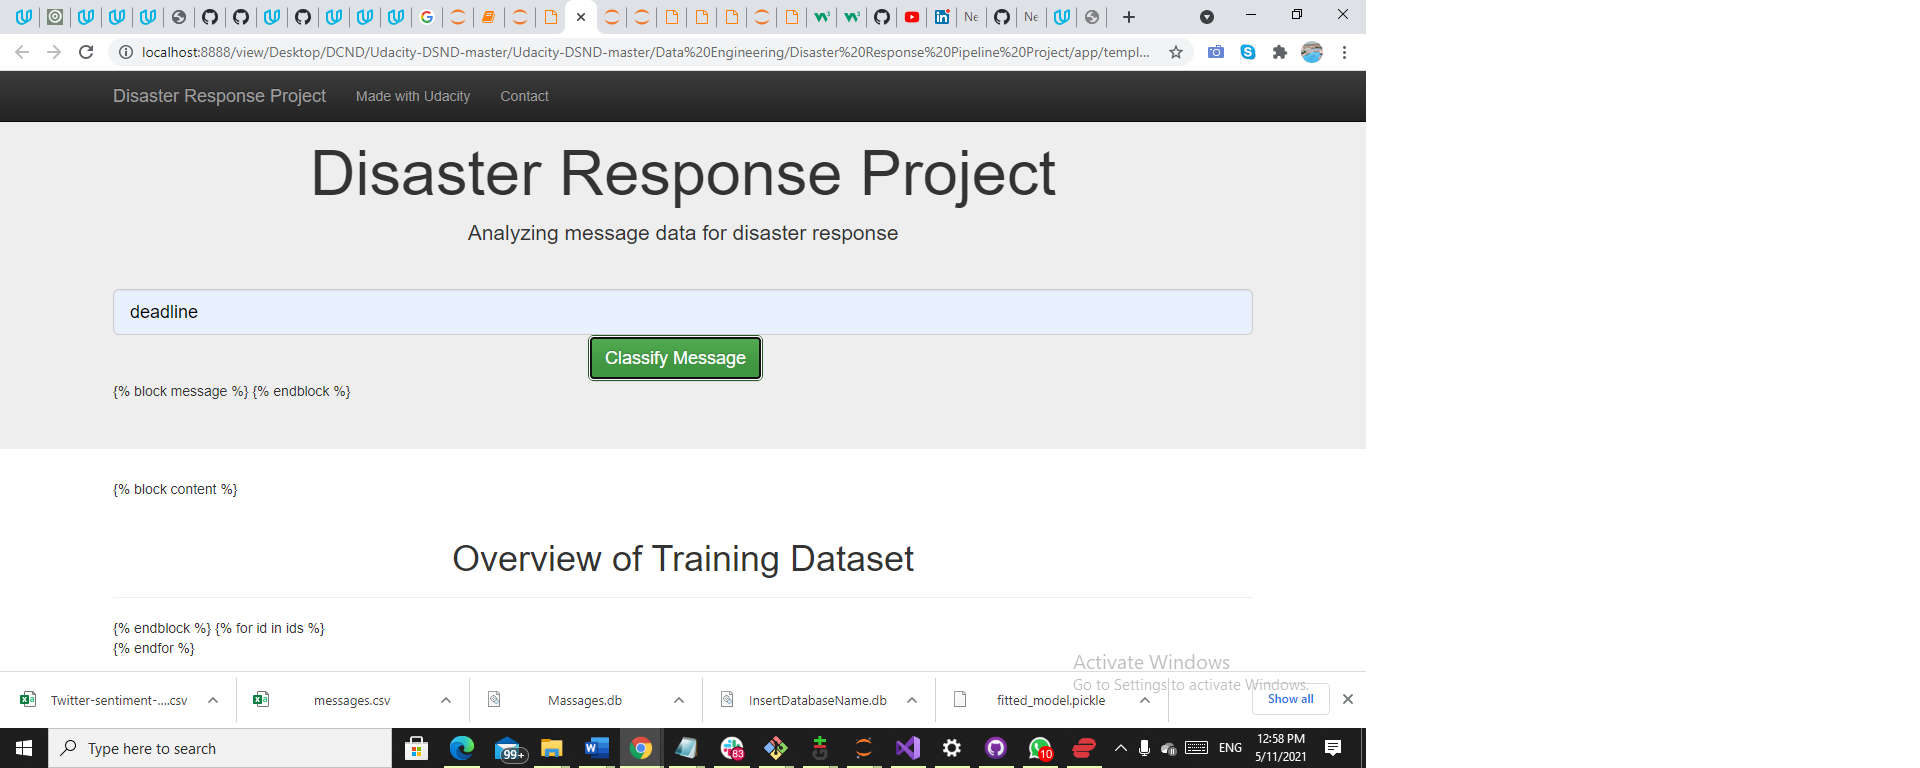 localhost:8888/view/Desktop/DCND/Udacity-DSND-master/Udacity-DSND-master/Data%20Engineering/Disaster%20Response%20Pipeline%20Project/app/templ...
Disaster Response Project Made with Udacity Contact
Disaster Response Project
Analyzing message data for disaster response
deadline
Classify Message
{% block message %} {% endblock %}
{% block content %}
Overview of Training Dataset
{% endblock %} {% for id in ids %}
{% endfor %}
Activate Windows
Go to Settings to activate Windows.
Twitter-sentiment-....csv messages.csv Massages.db InsertDatabaseName.db fitted_model.pickle Show all
Type here to search 99+ 83 10 ENG 12:58 PM
5/11/2021